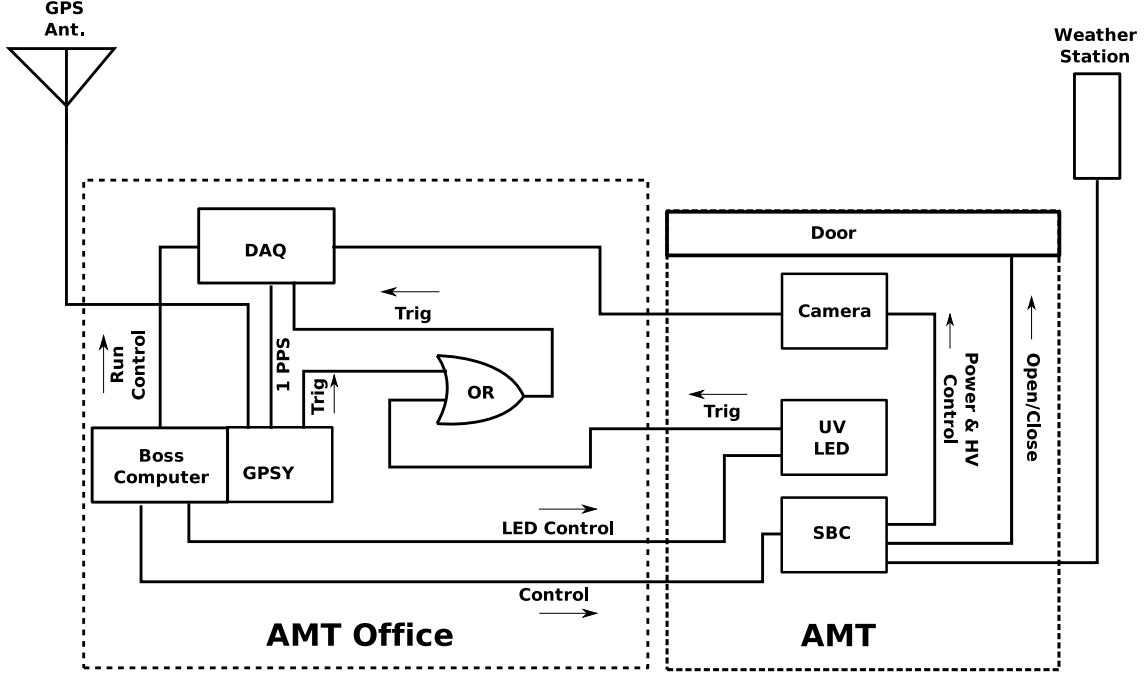 GPS
Ant.
Weather
Station
DAQ
Door
Camera
Trig
Run
Control
1 PPS
Trig
OR
Trig
UV
LED
Power & HV
Control
Open/Close
Boss
Computer
GPSY
LED Control
SBC
Control
AMT Office
AMT